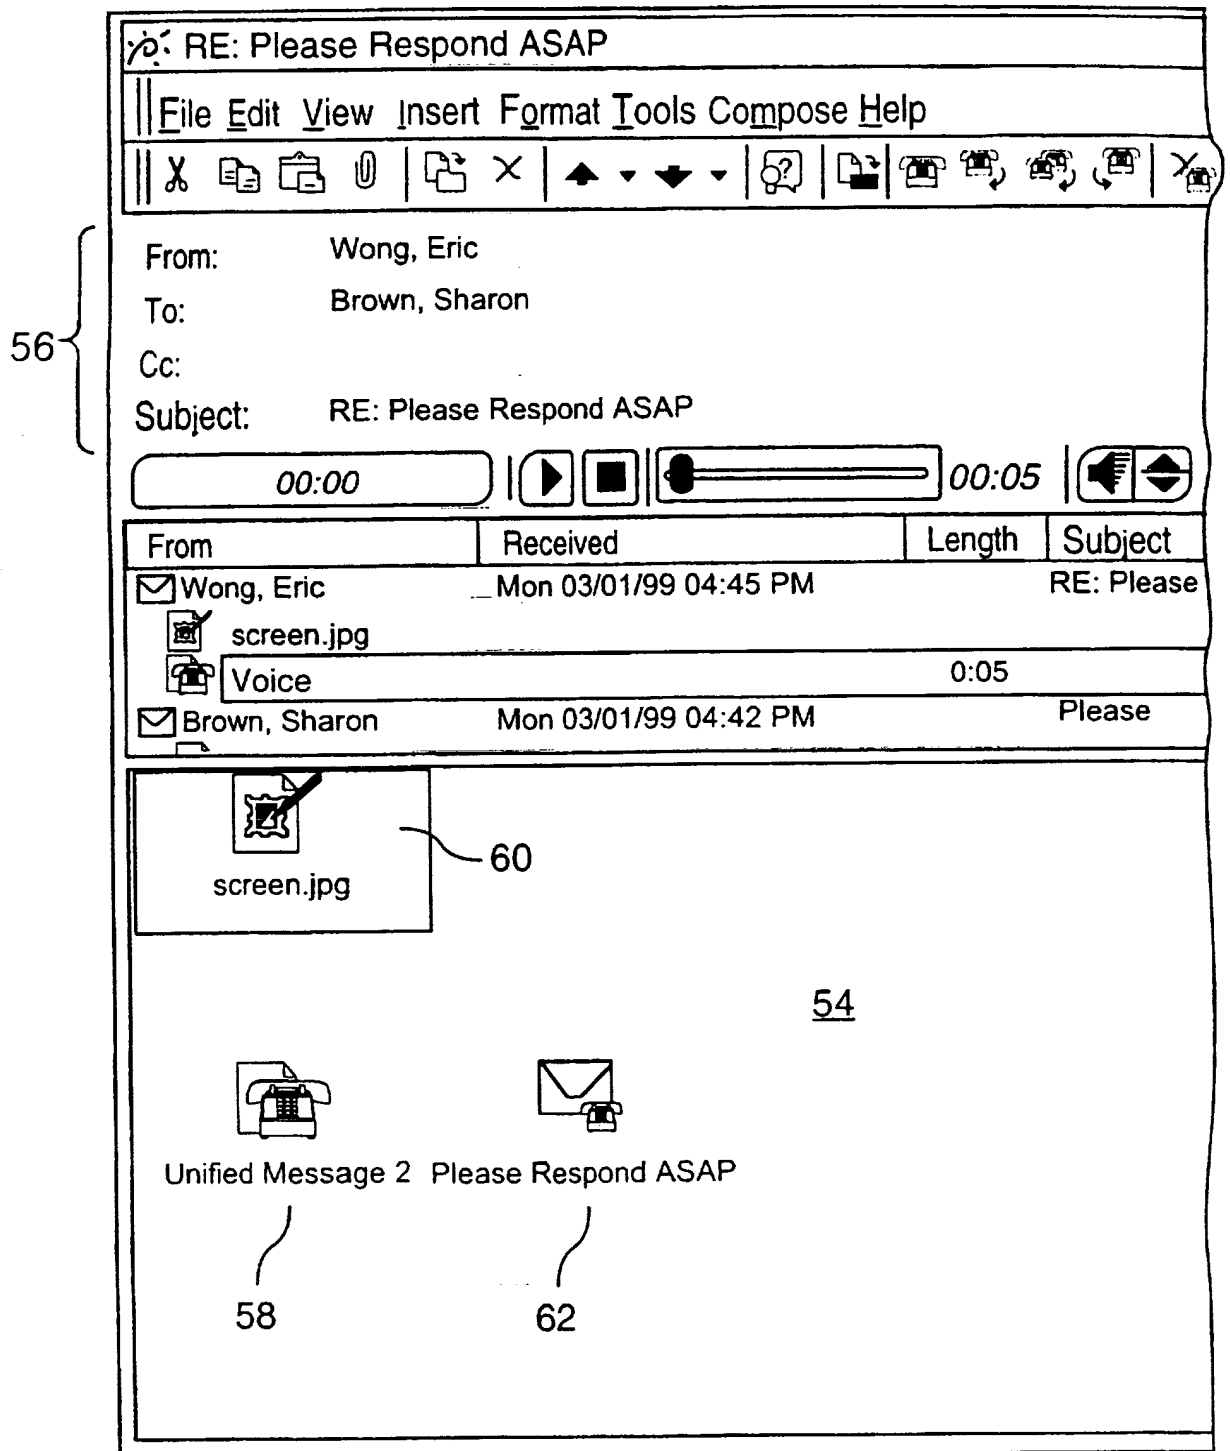 RE: Please Respond ASAP
File Edit View Insert Format Tools Compose Help
From: Wong, Eric
To: Brown, Sharon
56
Cc:
Subject: RE: Please Respond ASAP
00:00 00:05
From Received Length Subject
Wong, Eric Mon 03/01/99 04:45 PM RE: Please
screen.jpg
Voice 0:05
Brown, Sharon Mon 03/01/99 04:42 PM Please
60
screen.jpg
54
Unified Message 2 Please Respond ASAP
58 62